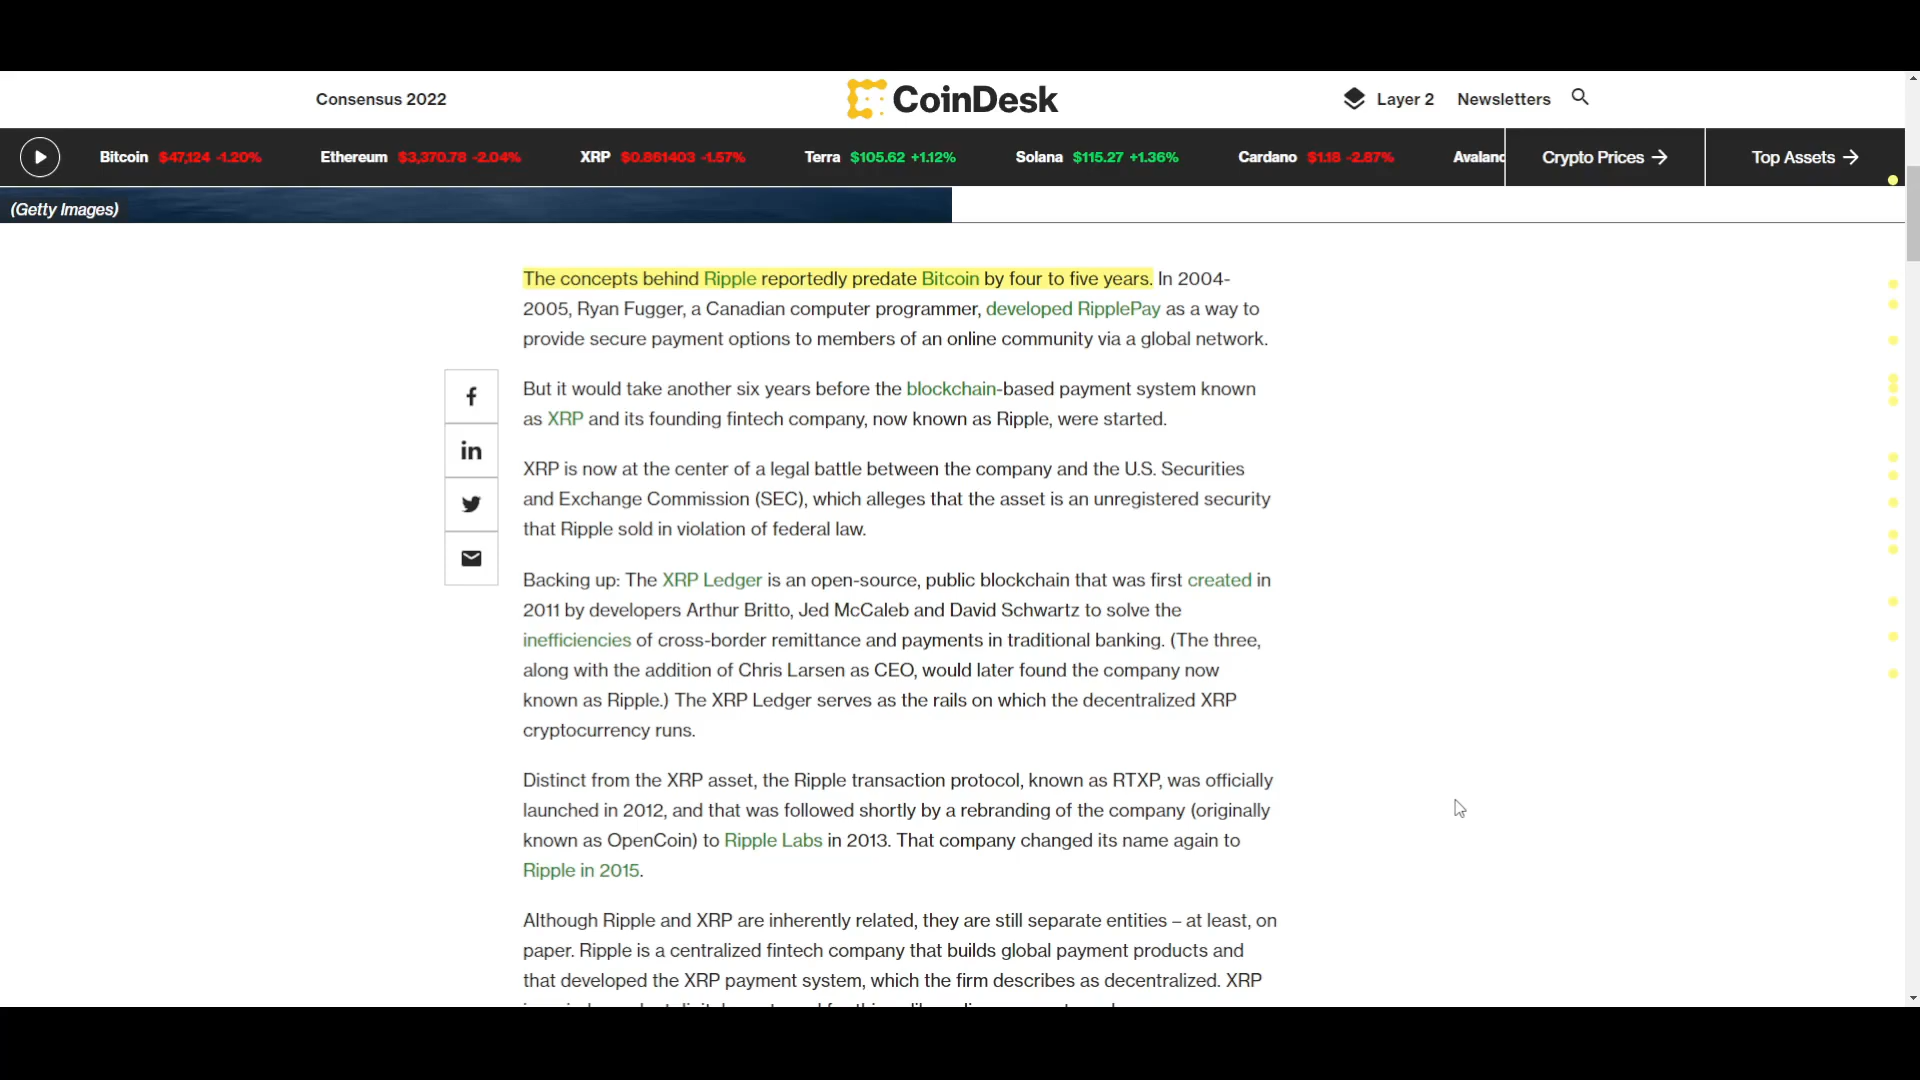 Consensus 2022
CoinDesk
Layer 2
Newsletters
Bitcoin $47,124 -1.20%
Ethereum $3,370.78 -2.04%
XRP $0.861403 -1.57%
Terra $105.62 +1.12%
Solana $115.27 +1.36%
Cardano $1.18 -2.87%
Avalanc
Crypto Prices
Top Assets
(Getty Images)
The concepts behind Ripple reportedly predate Bitcoin by four to five years. In 2004-
2005, Ryan Fugger, a Canadian computer programmer, developed RipplePay as a way to
provide secure payment options to members of an online community via a global network.
But it would take another six years before the blockchain-based payment system known
as XRP and its founding fintech company, now known as Ripple, were started.
XRP is now at the center of a legal battle between the company and the U.S. Securities
and Exchange Commission (SEC), which alleges that the asset is an unregistered security
that Ripple sold in violation of federal law.
Backing up: The XRP Ledger is an open-source, public blockchain that was first created in
2011 by developers Arthur Britto, Jed McCaleb and David Schwartz to solve the
inefficiencies of cross-border remittance and payments in traditional banking. (The three,
along with the addition of Chris Larsen as CEO, would later found the company now
known as Ripple.) The XRP Ledger serves as the rails on which the decentralized XRP
cryptocurrency runs.
Distinct from the XRP asset, the Ripple transaction protocol, known as RTXP, was officially
launched in 2012, and that was followed shortly by a rebranding of the company (originally
known as OpenCoin) to Ripple Labs in 2013. That company changed its name again to
Ripple in 2015.
Although Ripple and XRP are inherently related, they are still separate entities – at least, on
paper. Ripple is a centralized fintech company that builds global payment products and
that developed the XRP payment system, which the firm describes as decentralized. XRP